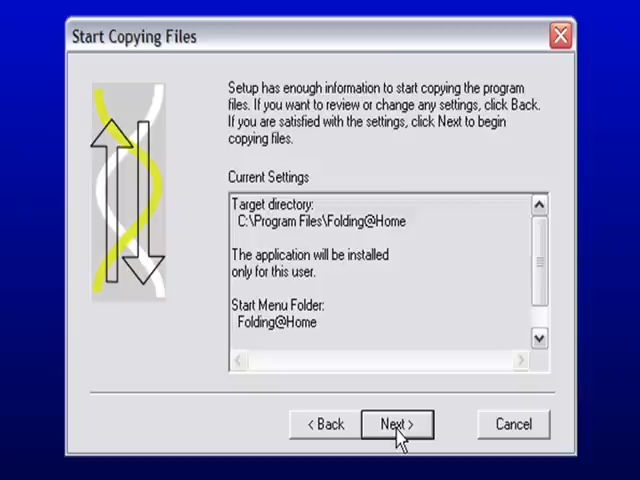 Start Copying Files
Setup has enough information to start copying the program
files. If you want to review or change any settings, click Back.
If you are satisfied with the settings, click Next to begin
copying files.
Current Settings
Target directory:
C:\Program Files\Folding@Home
The application will be installed
only for this user.
Start Menu Folder:
Folding@Home
< Back
Next >
Cancel